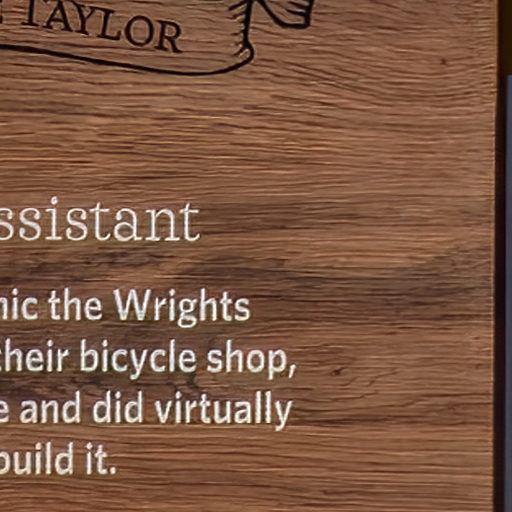 TAYLOR
ssistant
nic the Wrights
their bicycle shop,
e and did virtually
build it.